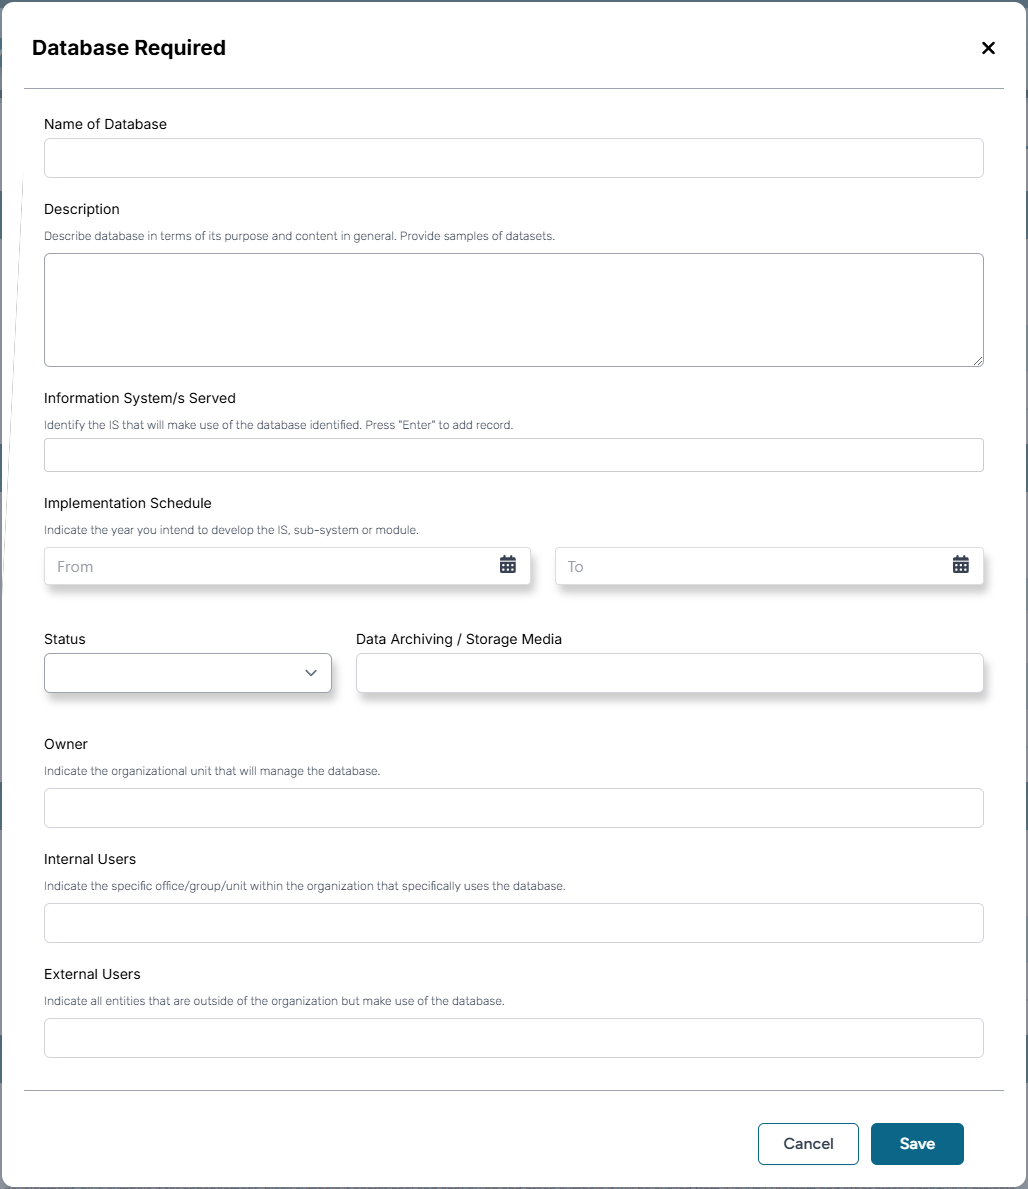 Database Required
Name of Database
Description
Describe database in terms of its purpose and content in general. Provide samples of datasets.
Information System/s Served
Identify the IS that will make use of the database identified. Press "Enter" to add record.
Implementation Schedule
Indicate the year you intend to develop the IS, sub-system or module.
From To
Status Data Archiving / Storage Media
Owner
Indicate the organizational unit that will manage the database.
Internal Users
Indicate the specific office/group/unit within the organization that specifically uses the database.
External Users
Indicate all entities that are outside of the organization but make use of the database.
Cancel Save